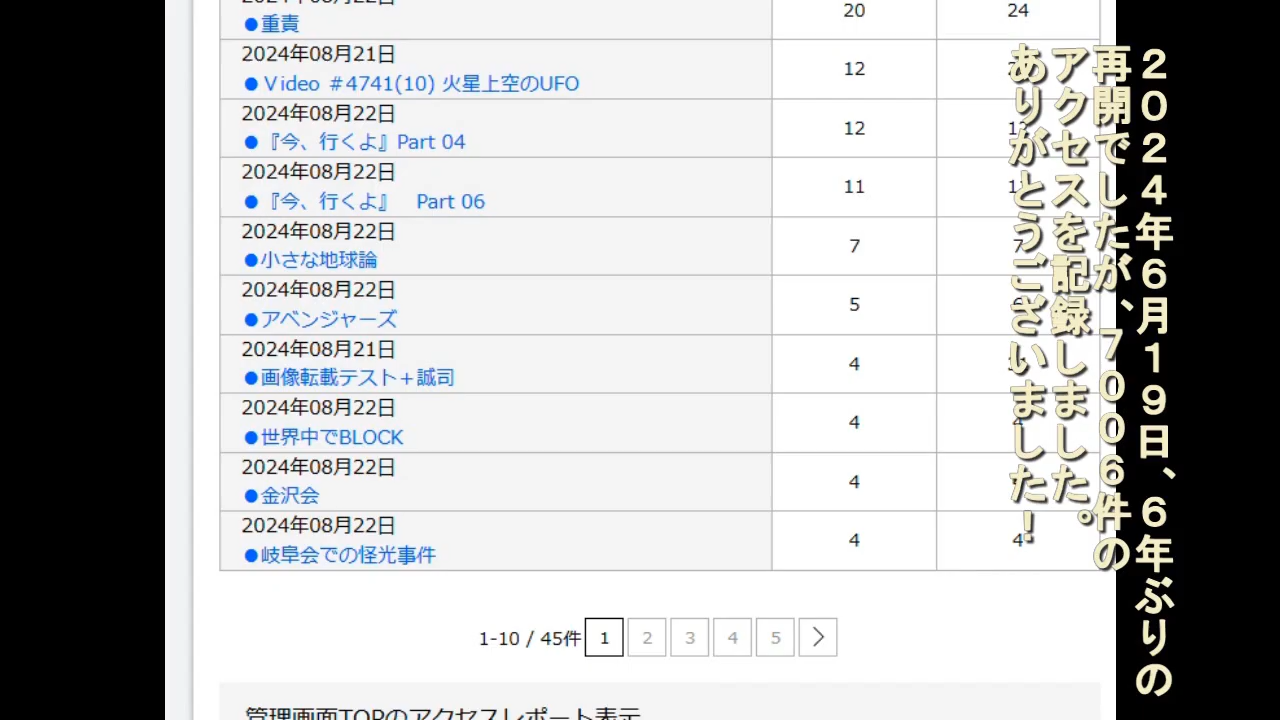 ●重責
20
24
2024年08月21日
●Video #4741(10) 火星上空のUFO
12
2024年08月22日
●『今、行くよ』Part 04
12
2024年08月22日
●『今、行くよ』　Part 06
11
2024年08月22日
●小さな地球論
7
7
2024年08月22日
●アベンジャーズ
5
2024年08月21日
●画像転載テスト＋誠司
4
2024年08月22日
●世界中でBLOCK
4
4
2024年08月22日
●金沢会
4
2024年08月22日
●岐阜会での怪光事件
4
4
1-10 / 45件 1 2 3 4 5
管理画面TOPのアクセスレポート表示
２０２４年６月１９日、６年ぶりの
再開でしたが、７００６件の
アクセスを記録しました。
ありがとうございました！